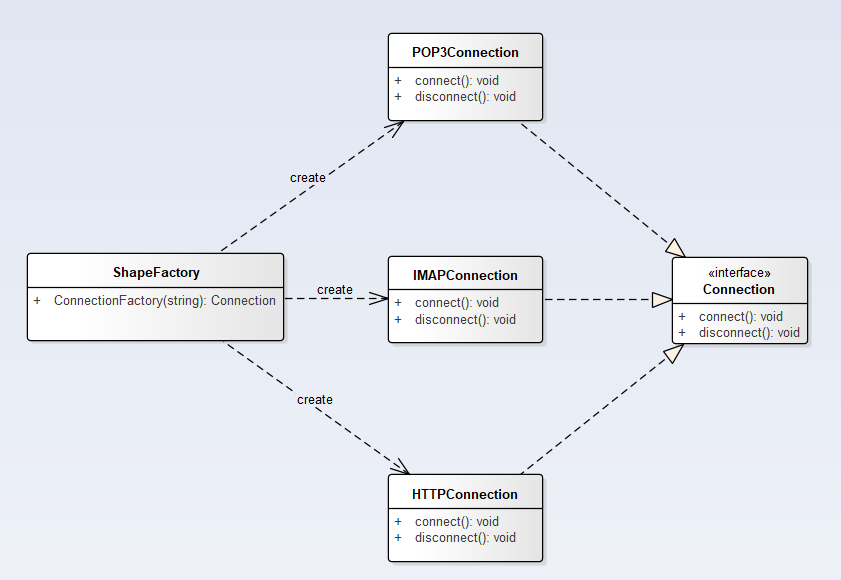 POP3Connection
+ connect(): void
+ disconnect(): void
create
ShapeFactory
+ ConnectionFactory(string): Connection
create
IMAPConnection
+ connect(): void
+ disconnect(): void
«interface»
Connection
+ connect(): void
+ disconnect(): void
create
HTTPConnection
+ connect(): void
+ disconnect(): void